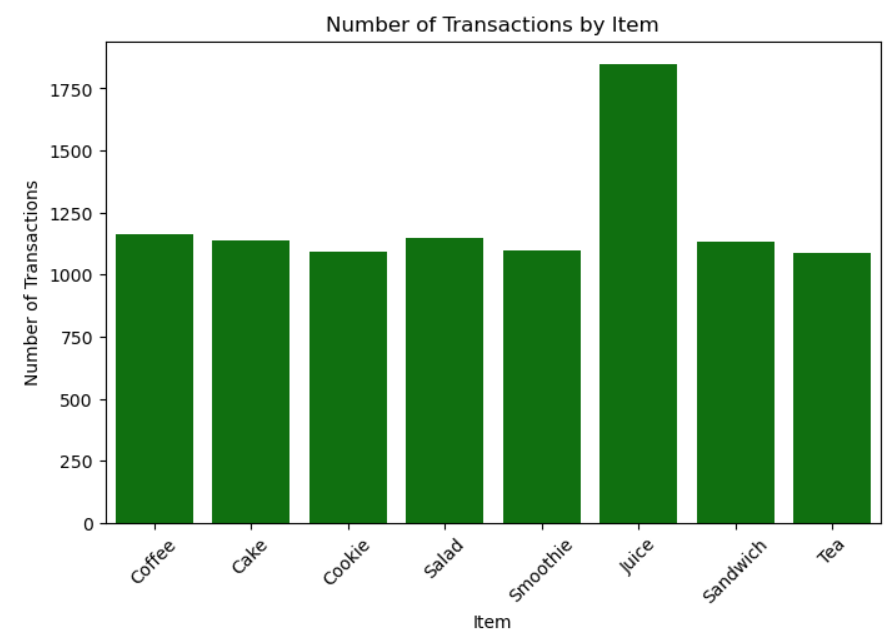 Number of Transactions by Item
Number of Transactions
1750
1500
1250
1000
750
500
250
0
Coffee
Cake
Cookie
Salad
Smoothie
Juice
Sandwich
Tea
Item